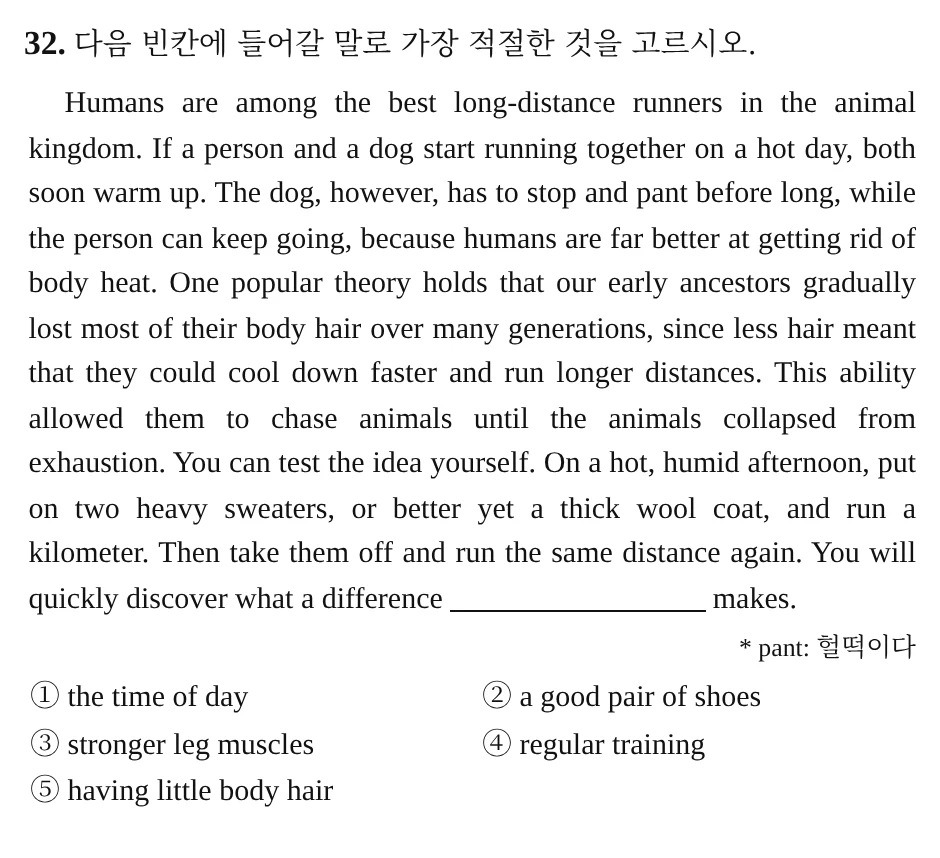 32. 다음 빈칸에 들어갈 말로 가장 적절한 것을 고르시오.
Humans are among the best long-distance runners in the animal
kingdom. If a person and a dog start running together on a hot day, both
soon warm up. The dog, however, has to stop and pant before long, while
the person can keep going, because humans are far better at getting rid of
body heat. One popular theory holds that our early ancestors gradually
lost most of their body hair over many generations, since less hair meant
that they could cool down faster and run longer distances. This ability
allowed them to chase animals until the animals collapsed from
exhaustion. You can test the idea yourself. On a hot, humid afternoon, put
on two heavy sweaters, or better yet a thick wool coat, and run a
kilometer. Then take them off and run the same distance again. You will
quickly discover what a difference ____________ makes.
* pant: 헐떡이다
① the time of day ② a good pair of shoes
③ stronger leg muscles ④ regular training
⑤ having little body hair